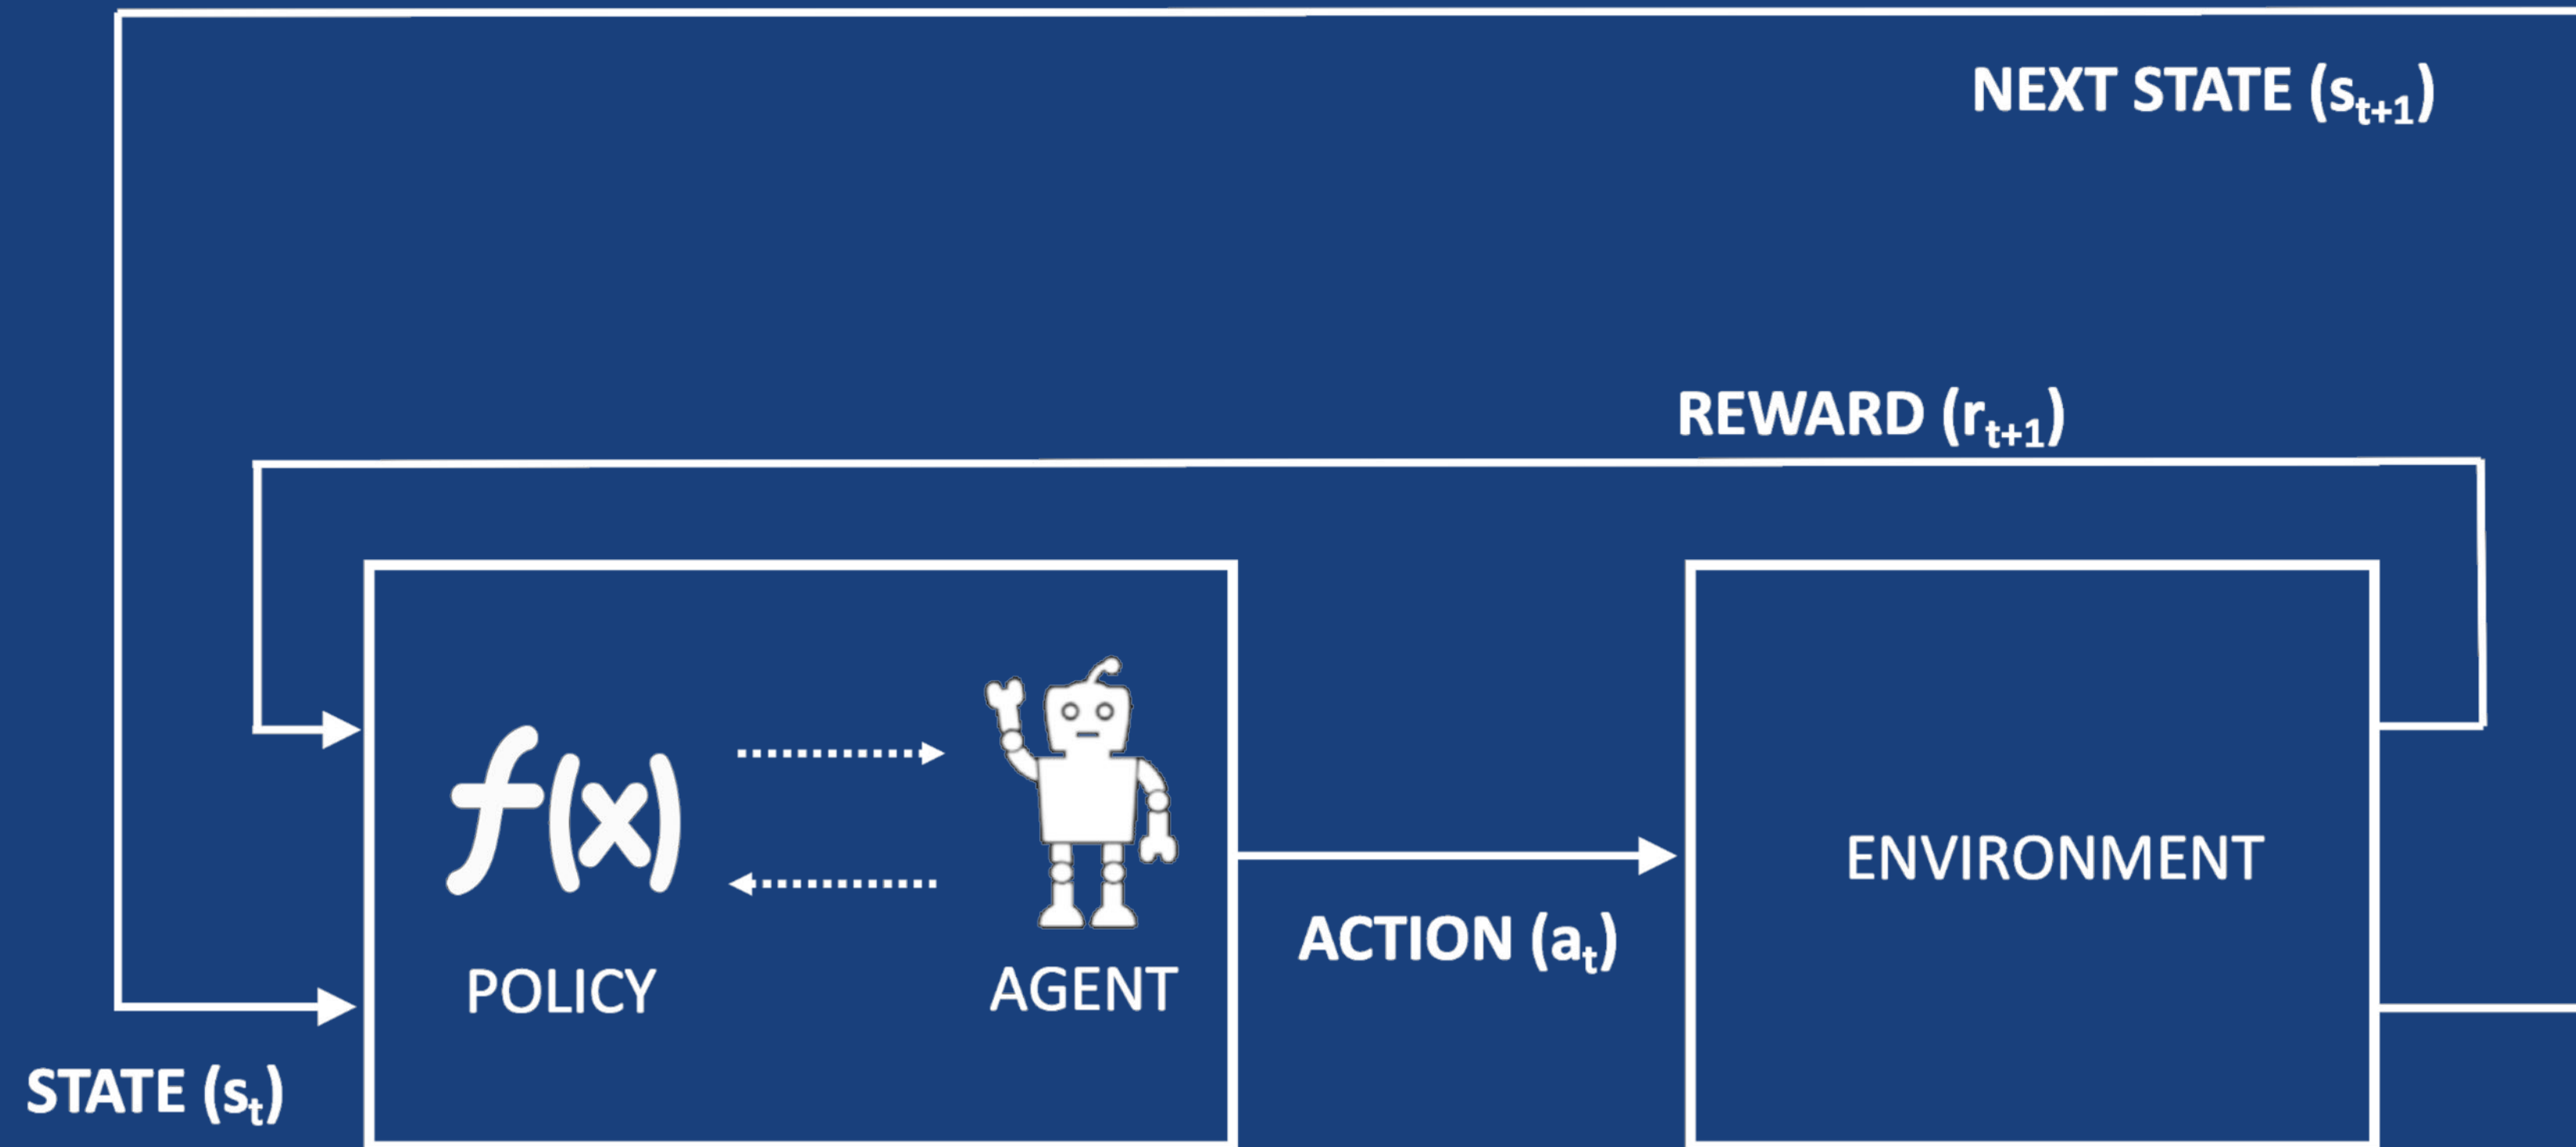 NEXT STATE (sₜ₊₁)
REWARD (rₜ₊₁)
f(x)
POLICY
AGENT
ACTION (aₜ)
ENVIRONMENT
STATE (sₜ)